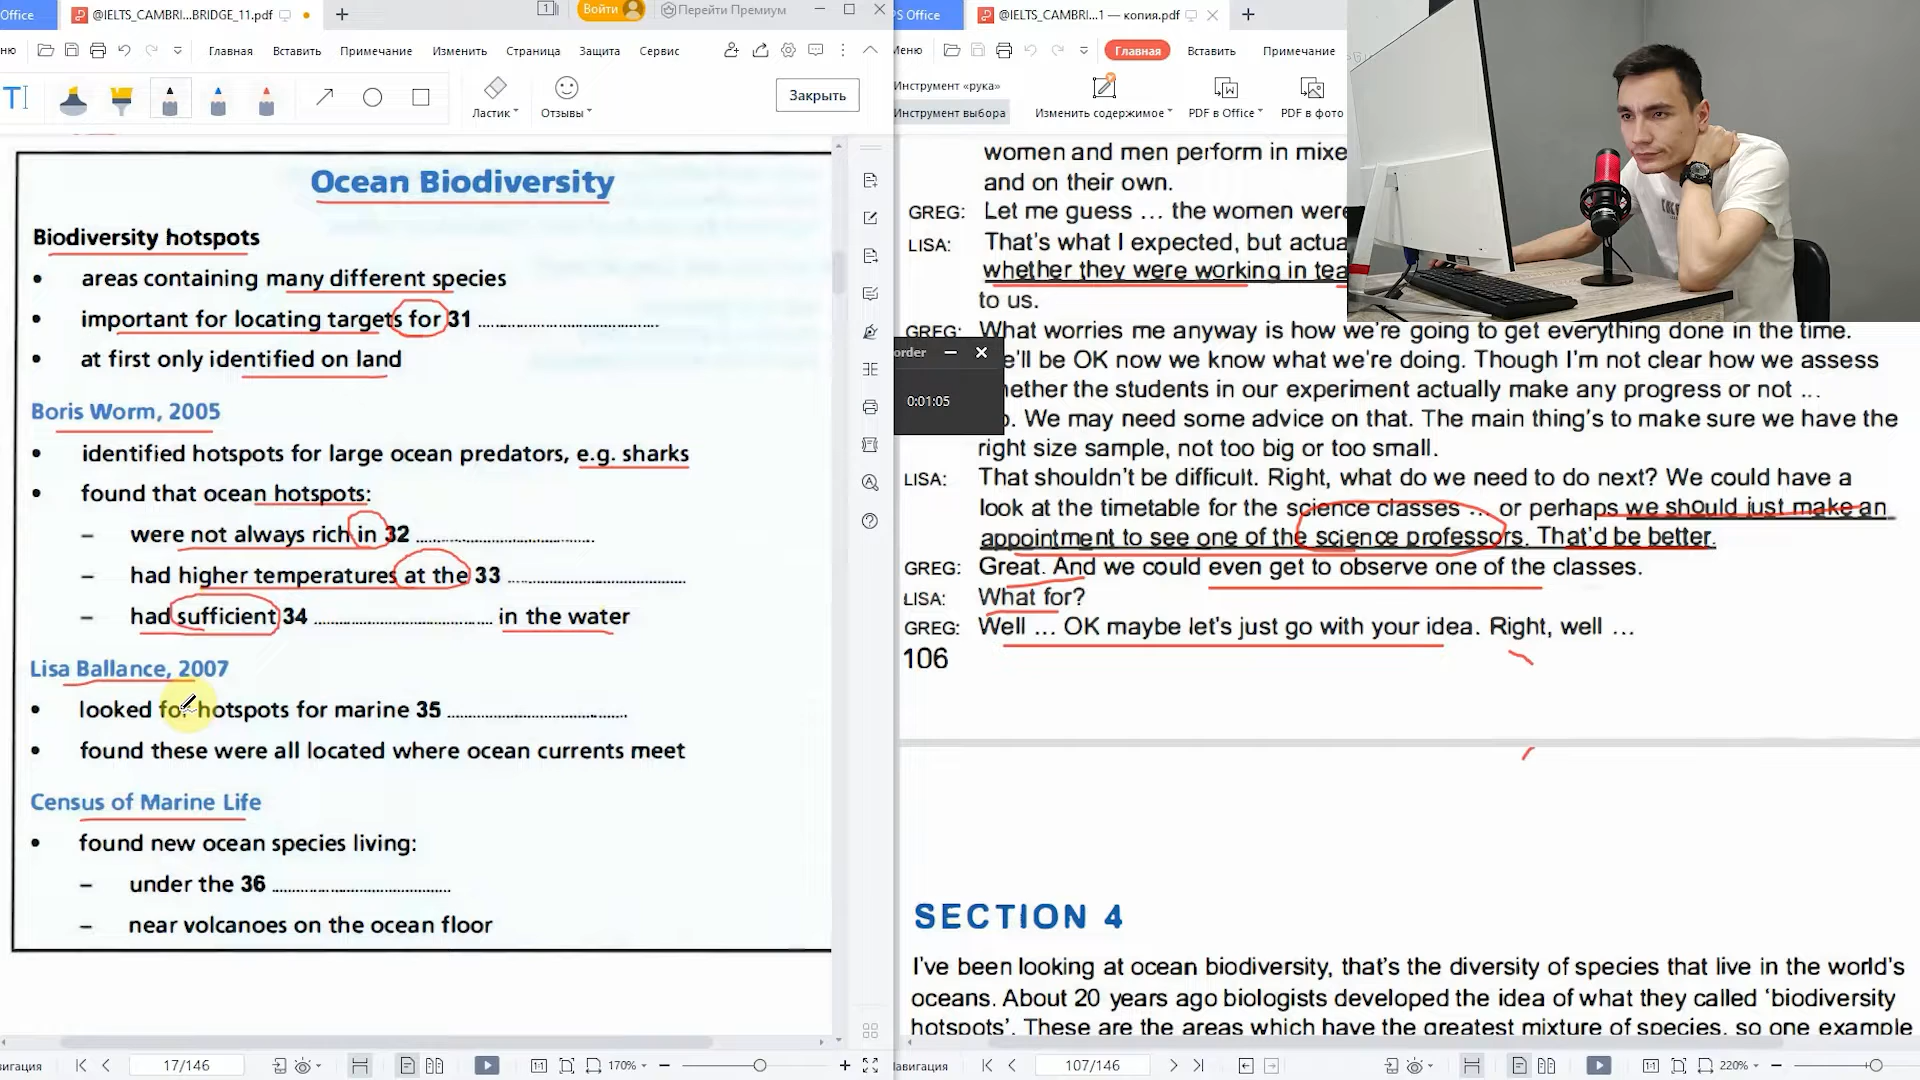 Office
@IELTS_CAMBRI...BRIDGE_11.pdf
Войти
Перейти Премиум
ню
Главная
Вставить
Примечание
Изменить
Страница
Защита
Сервис
Ластик
Отзывы
Закрыть
Ocean Biodiversity
Biodiversity hotspots
• areas containing many different species
• important for locating targets for 31 ........................................
• at first only identified on land
Boris Worm, 2005
• identified hotspots for large ocean predators, e.g. sharks
• found that ocean hotspots:
– were not always rich in 32 ........................................
– had higher temperatures at the 33 ........................................
– had sufficient 34 ........................................ in the water
Lisa Ballance, 2007
• looked for hotspots for marine 35 ........................................
• found these were all located where ocean currents meet
Census of Marine Life
• found new ocean species living:
– under the 36 ........................................
– near volcanoes on the ocean floor
вигация
17/146
170%
PS Office
@IELTS_CAMBRI...1 — копия.pdf
Меню
Главная
Вставить
Примечание
Инструмент «рука»
Инструмент выбора
Изменить содержимое
PDF в Office
PDF в фото
women and men perform in mixe
and on their own.
GREG: Let me guess ... the women were
LISA: That's what I expected, but actua
whether they were working in tea
to us.
GREG: What worries me anyway is how we're going to get everything done in the time.
e'll be OK now we know what we're doing. Though I'm not clear how we assess
hether the students in our experiment actually make any progress or not ...
o. We may need some advice on that. The main thing's to make sure we have the
right size sample, not too big or too small.
LISA: That shouldn't be difficult. Right, what do we need to do next? We could have a
look at the timetable for the science classes ... or perhaps we should just make an
appointment to see one of the science professors. That'd be better.
GREG: Great. And we could even get to observe one of the classes.
LISA: What for?
GREG: Well ... OK maybe let's just go with your idea. Right, well ...
106
order
0:01:05
SECTION 4
I've been looking at ocean biodiversity, that's the diversity of species that live in the world's
oceans. About 20 years ago biologists developed the idea of what they called 'biodiversity
hotspots'. These are the areas which have the greatest mixture of species, so one example
Навигация
107/146
220%